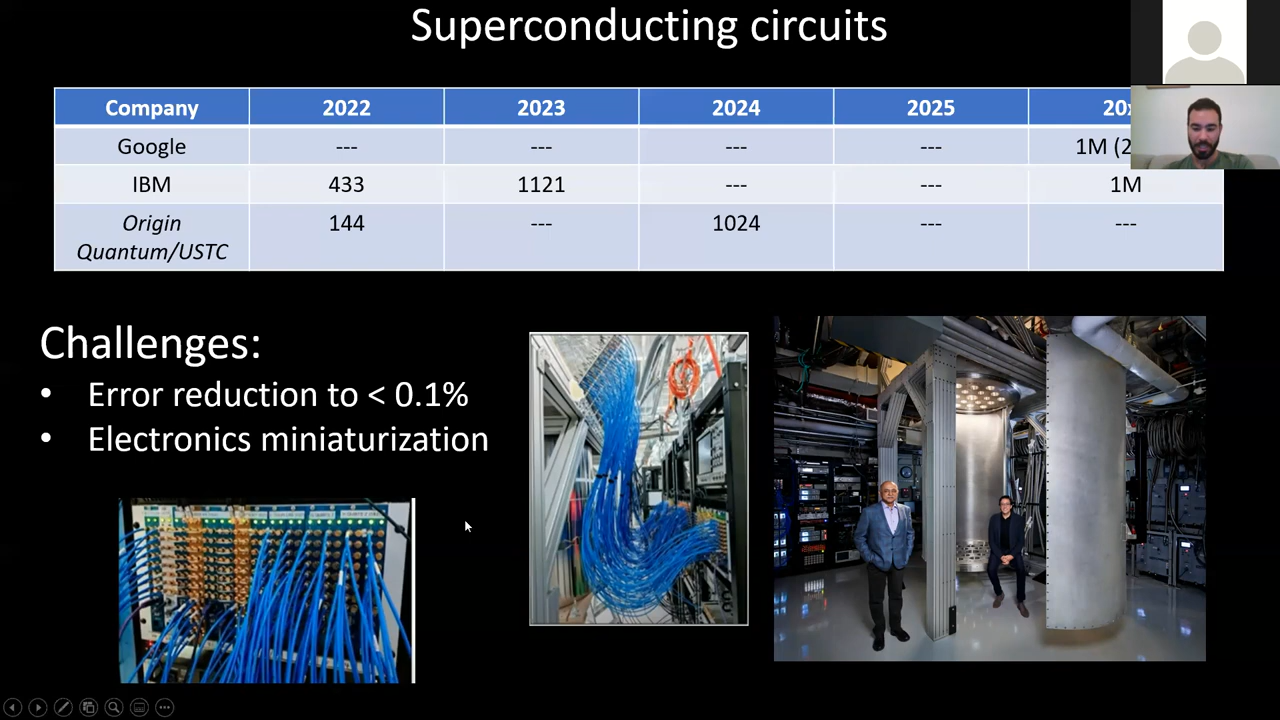 Superconducting circuits
Company 2022 2023 2024 2025
Google --- --- --- --- 1M
IBM 433 1121 --- --- 1M
Origin
Quantum/USTC 144 --- 1024 --- ---
Challenges:
• Error reduction to < 0.1%
• Electronics miniaturization